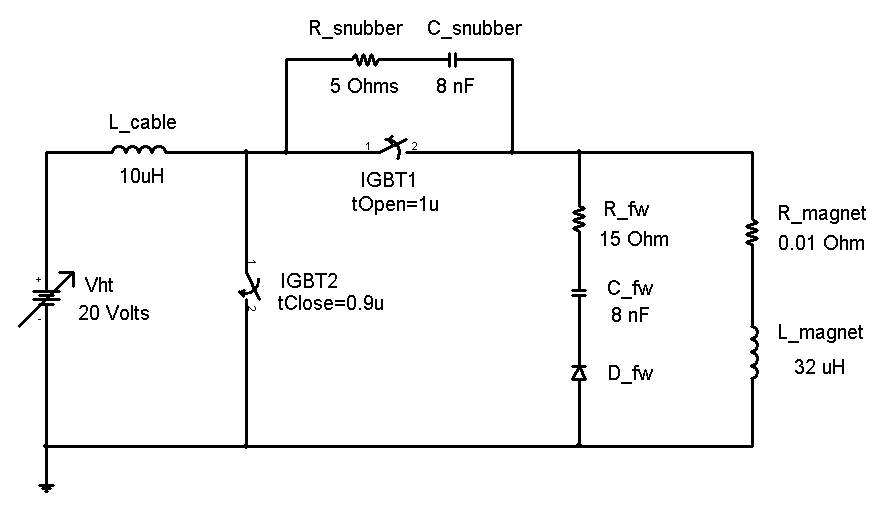 R_snubber C_snubber
5 Ohms 8 nF
L_cable
10uH
1 2
IGBT1
tOpen=1u
R_fw
15 Ohm
R_magnet
0.01 Ohm
+
Vht
20 Volts
-
1
IGBT2
tClose=0.9u
2
C_fw
8 nF
L_magnet
32 uH
D_fw